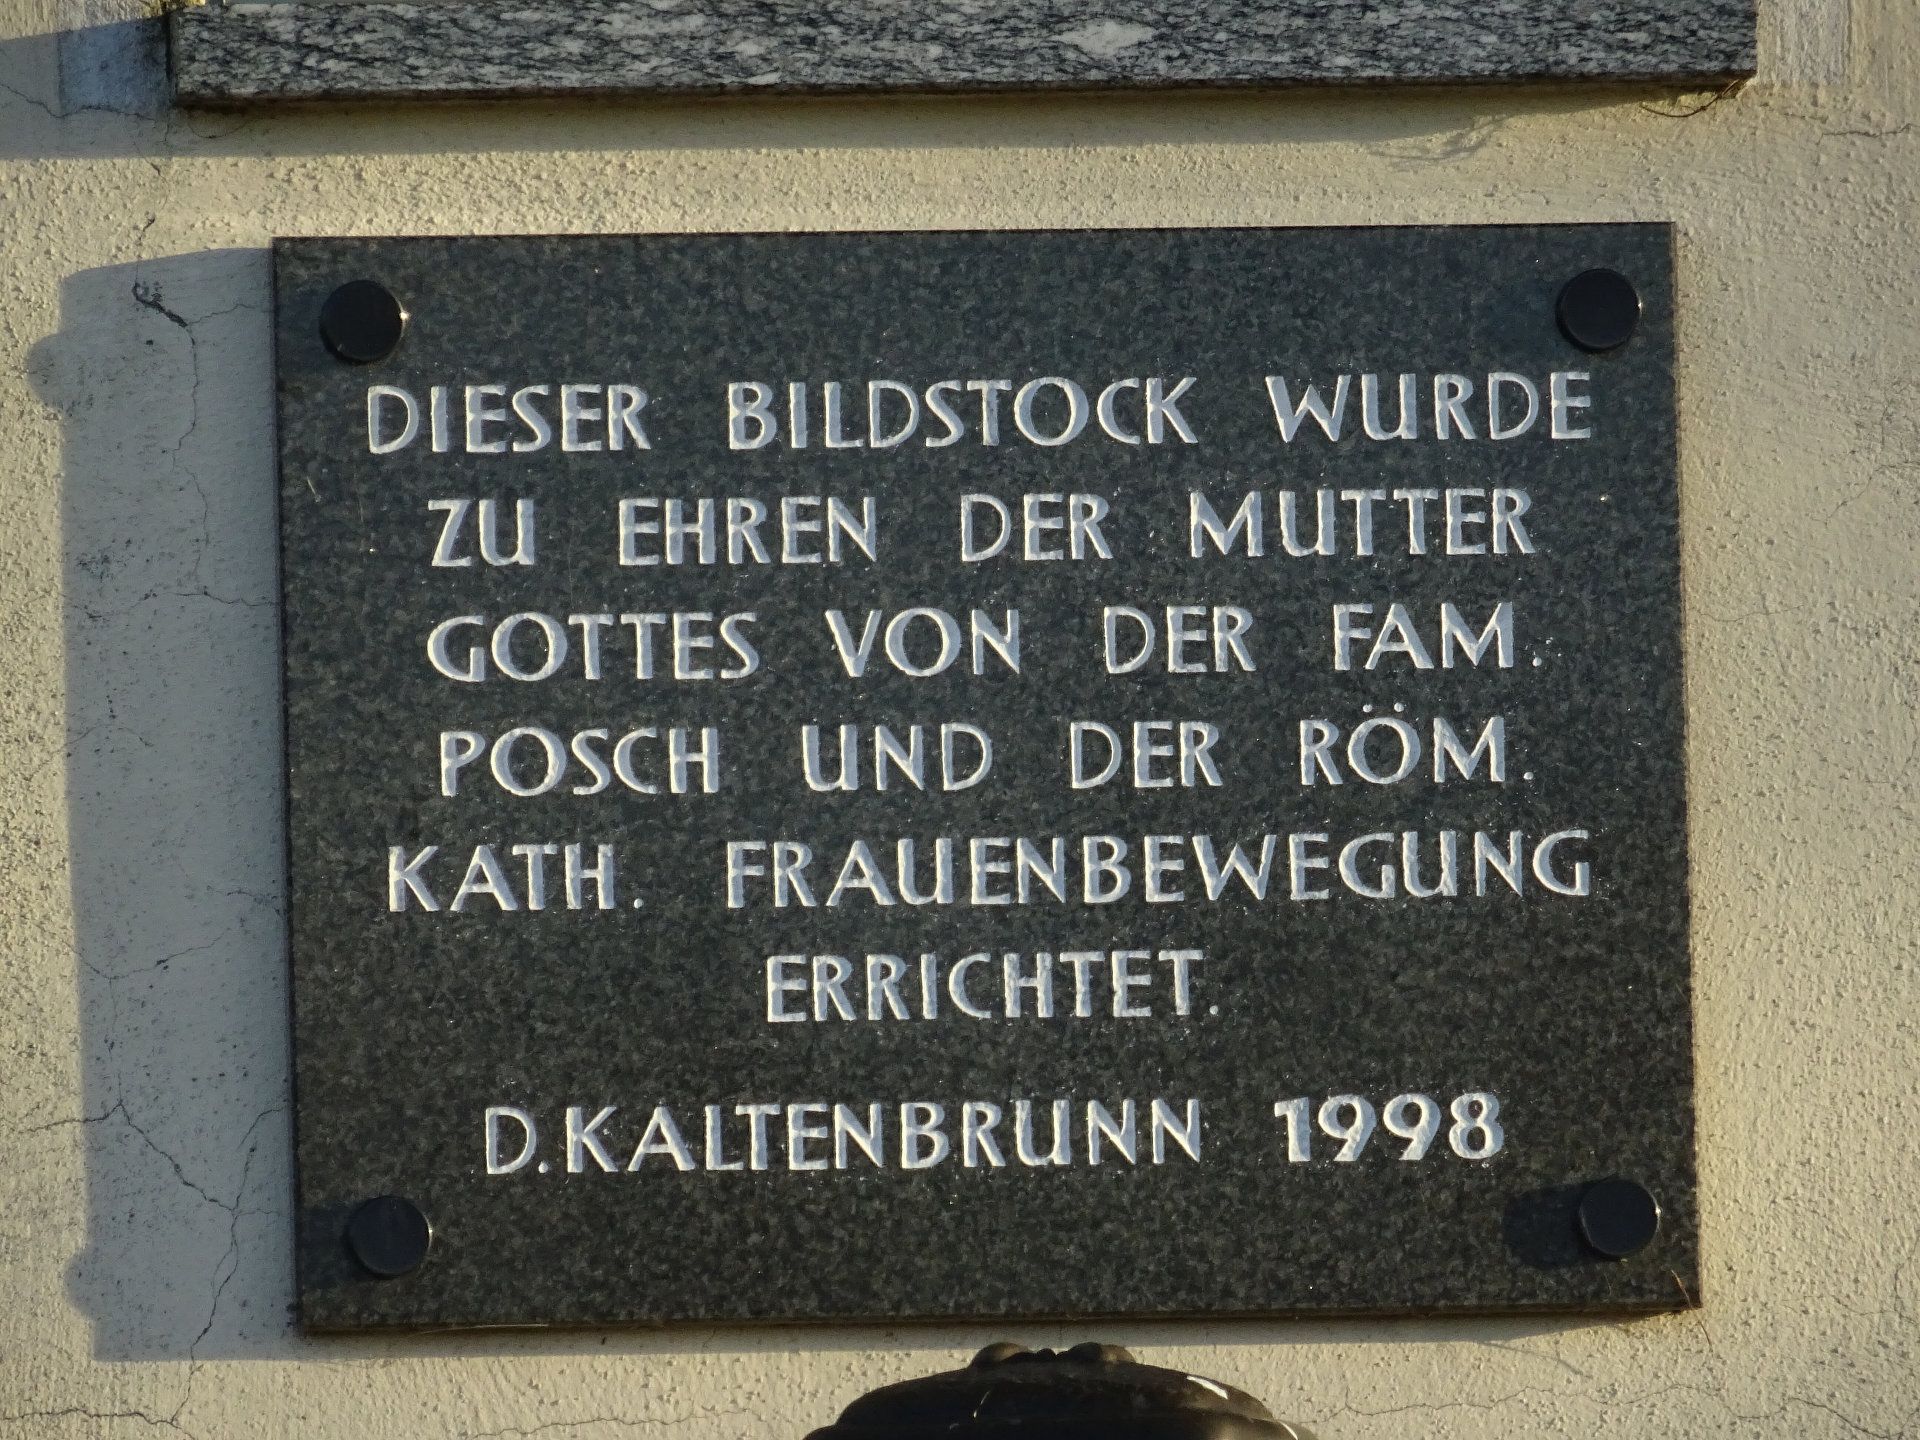 DIESER BILDSTOCK WURDE
ZU EHREN DER MUTTER
GOTTES VON DER FAM.
POSCH UND DER RÖM.
KATH. FRAUENBEWEGUNG
ERRICHTET.
D.KALTENBRUNN 1998